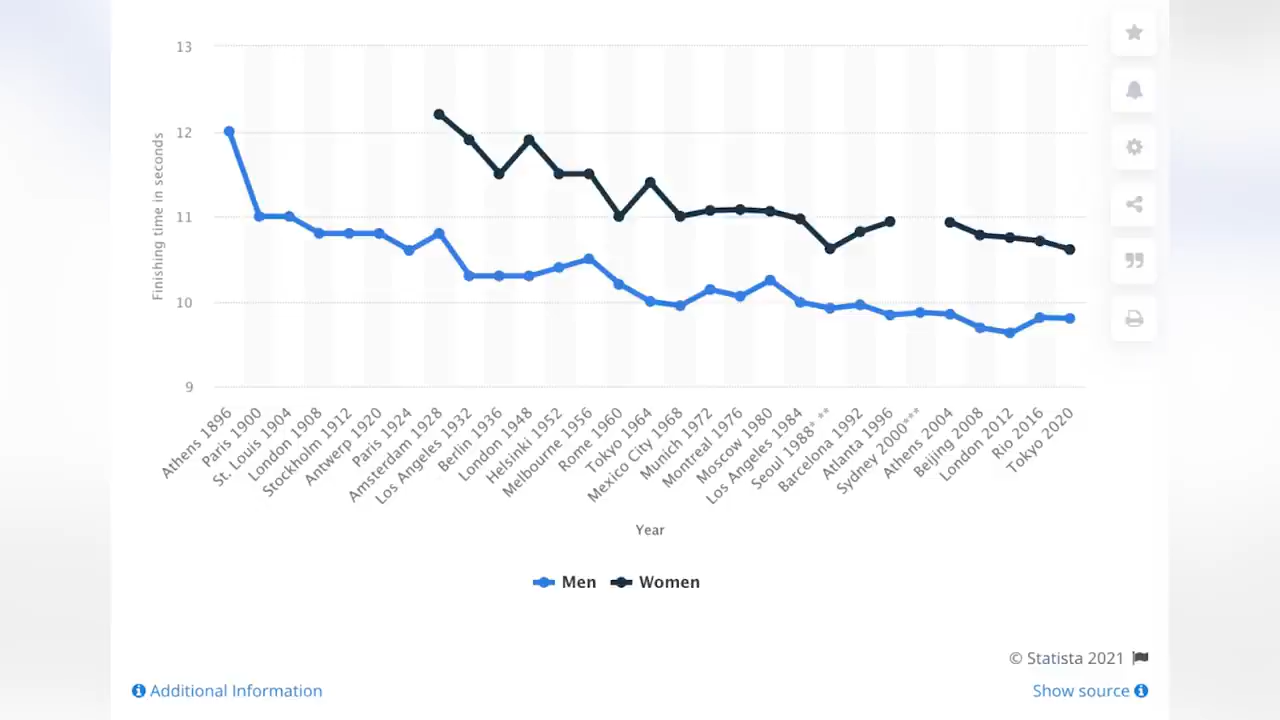 13
12
11
10
9
Finishing time in seconds
Athens 1896
Paris 1900
St. Louis 1904
London 1908
Stockholm 1912
Antwerp 1920
Paris 1924
Amsterdam 1928
Los Angeles 1932
Berlin 1936
London 1948
Helsinki 1952
Melbourne 1956
Rome 1960
Tokyo 1964
Mexico City 1968
Munich 1972
Montreal 1976
Moscow 1980
Los Angeles 1984
Seoul 1988* **
Barcelona 1992
Atlanta 1996
Sydney 2000***
Athens 2004
Beijing 2008
London 2012
Rio 2016
Tokyo 2020
Year
Men Women
© Statista 2021
Additional Information Show source